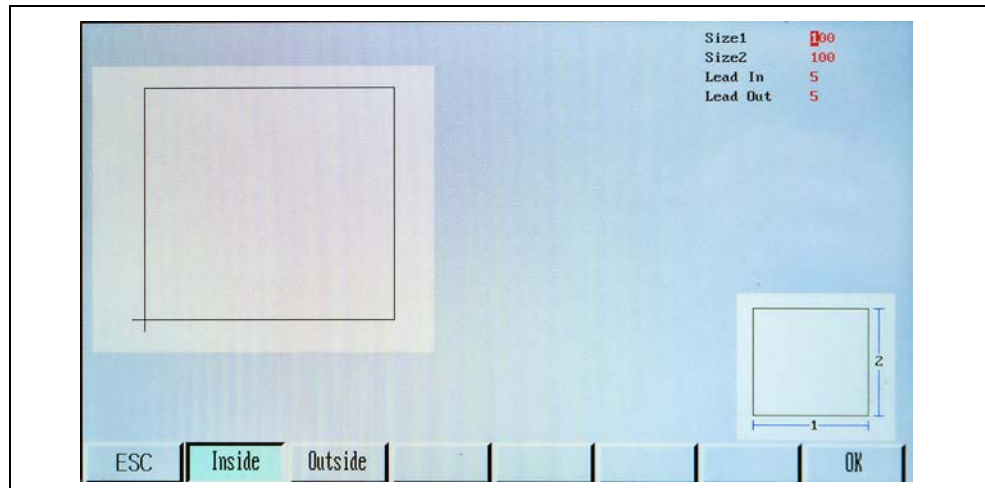 Size1 100
Size2 100
Lead In 5
Lead Out 5
2
1
ESC Inside Outside OK